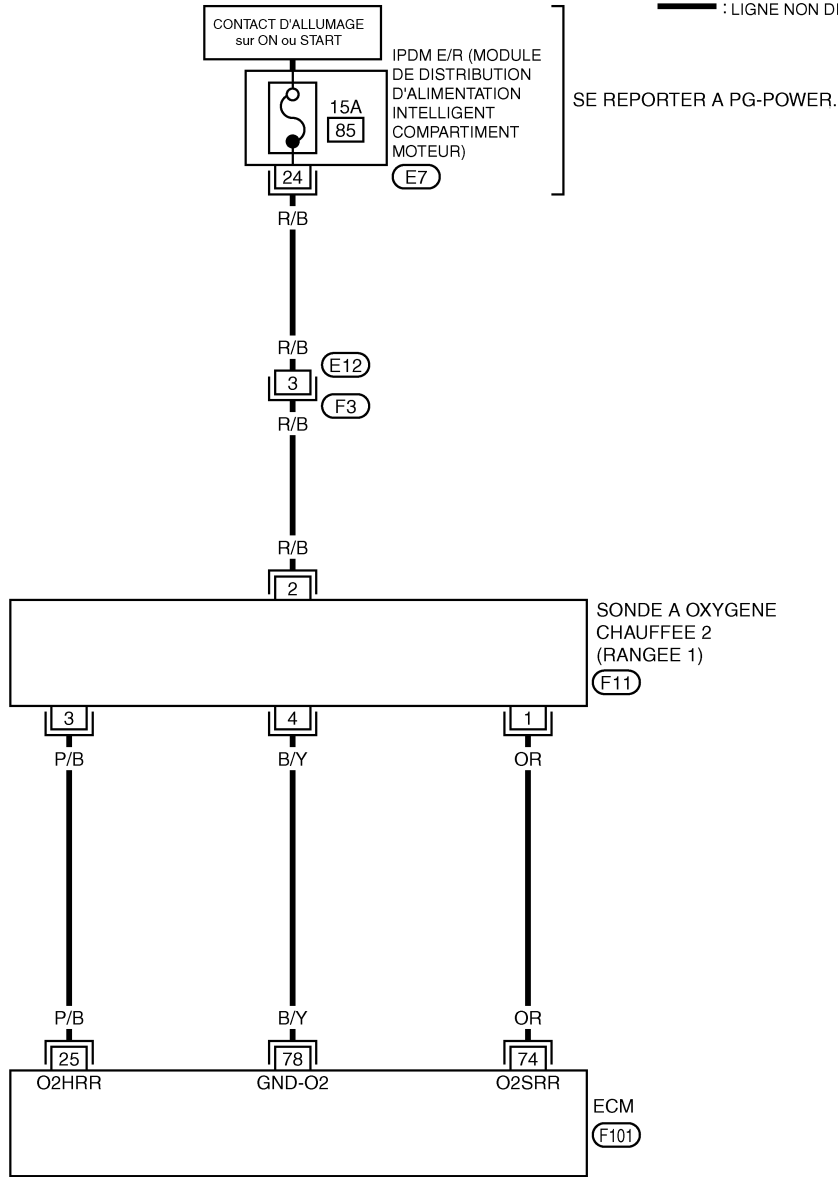 : LIGNE NON
CONTACT D'ALLUMAGE
sur ON ou START
IPDM E/R (MODULE
DE DISTRIBUTION
D'ALIMENTATION
INTELLIGENT
COMPARTIMENT
MOTEUR)
E7
15A
85
SE REPORTER A PG-POWER.
24
R/B
R/B
E12
3
F3
R/B
R/B
2
SONDE A OXYGENE
CHAUFFEE 2
(RANGEE 1)
F11
3 4 1
P/B B/Y OR
P/B B/Y OR
25 78 74
O2HRR GND-O2 O2SRR
ECM
F101